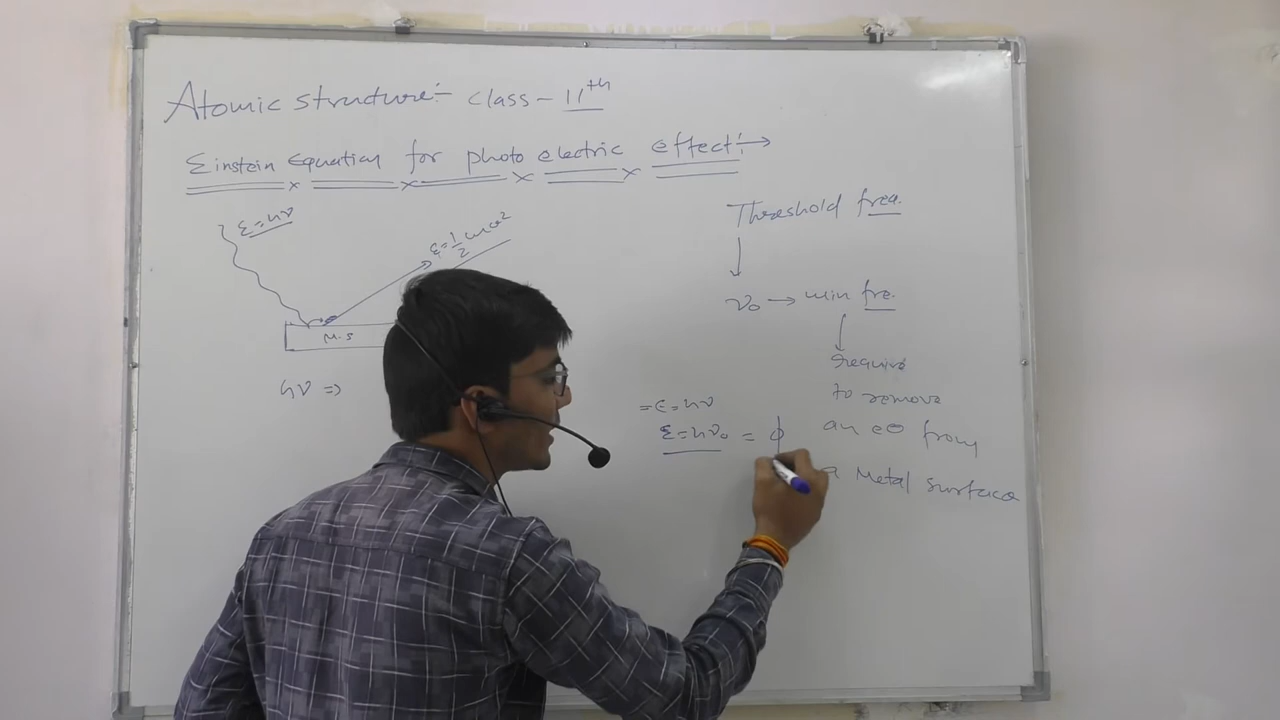 Atomic structure:- class - 11th
Einstein Equation for photo electric effect:→
E=hν
E=1/2 mv²
M.S
hν ⇒
Threshold freq.
ν₀ → min fre.
require
to remove
an e⊖ from
a Metal surface
= E=hν
E=hν₀ = ϕ